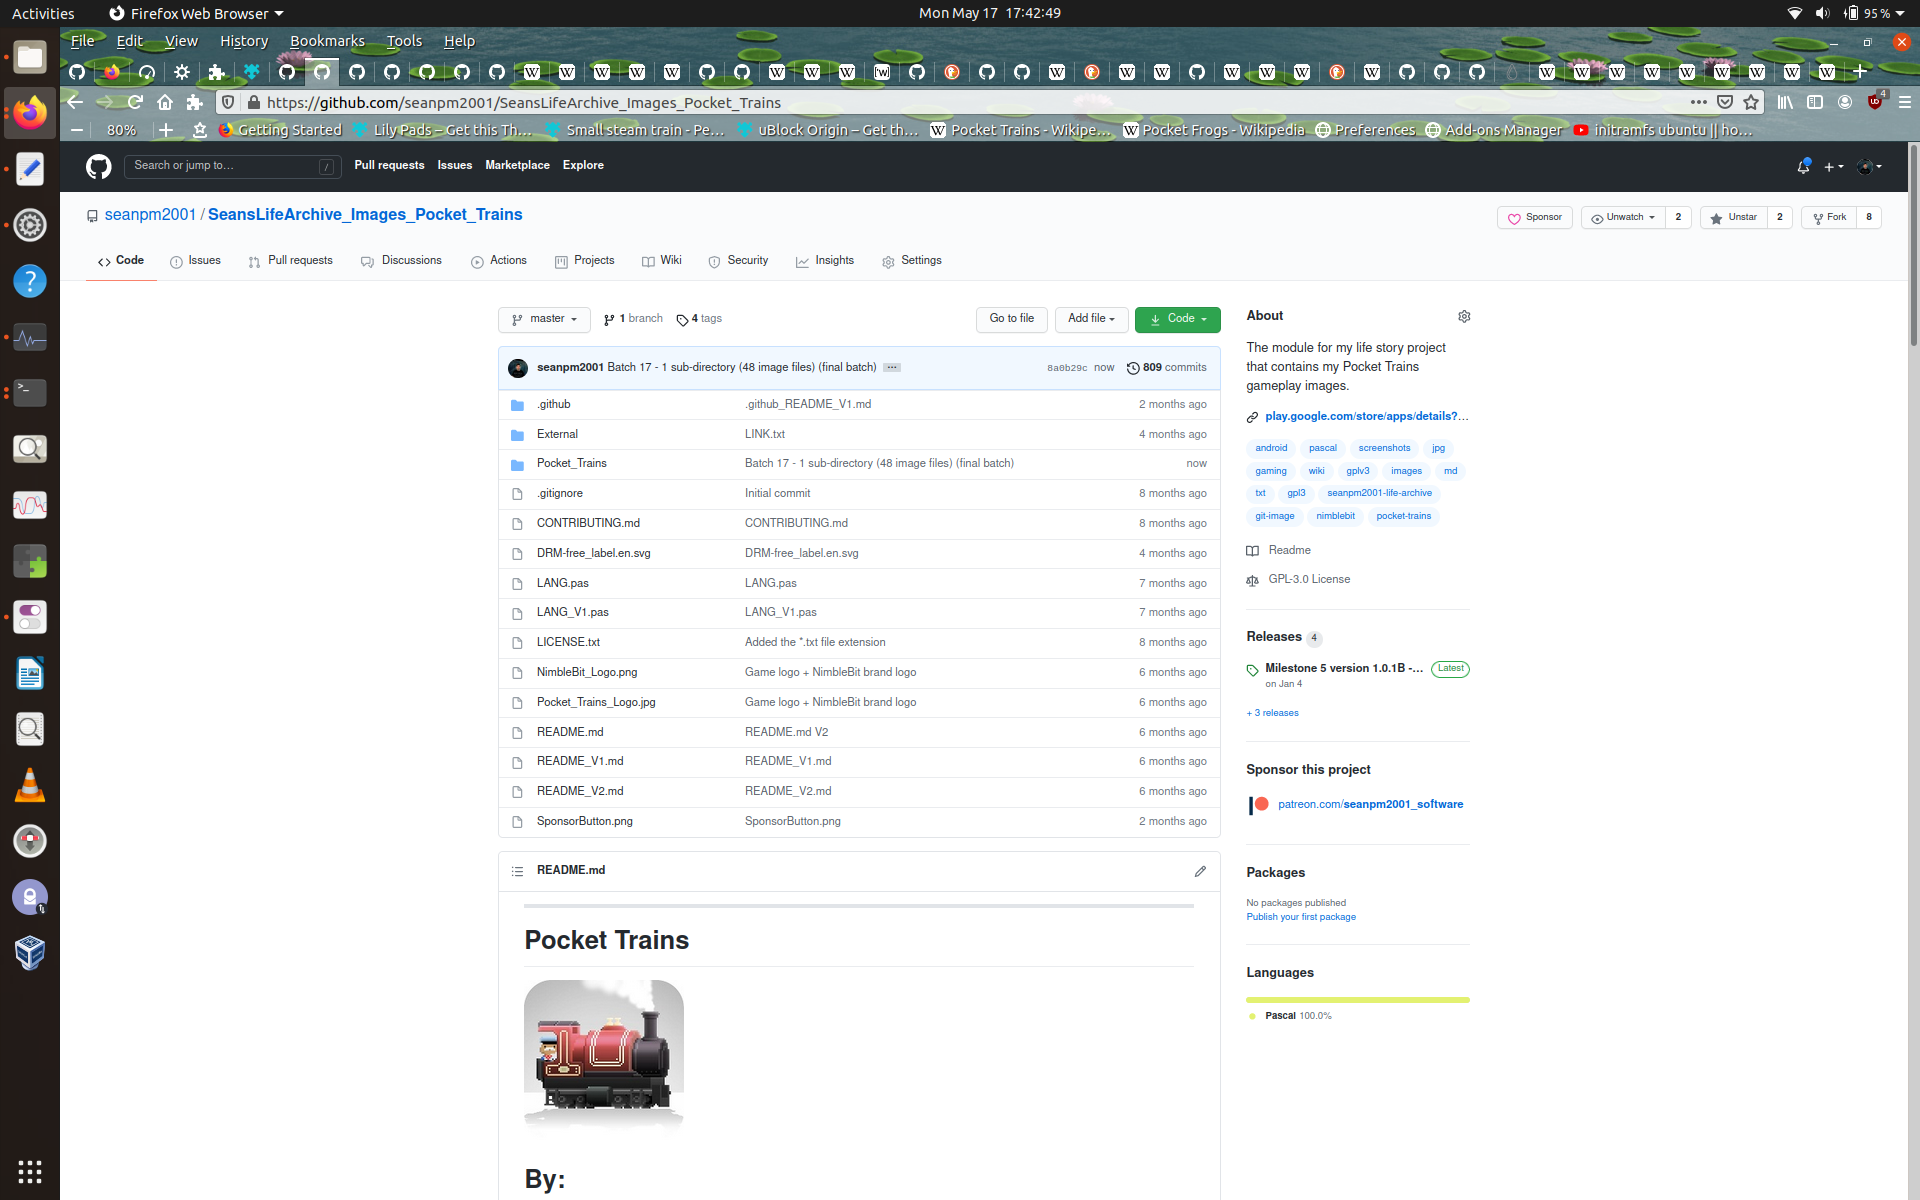 Activities Firefox Web Browser Mon May 17 17:42:49 95 %
File Edit View History Bookmarks Tools Help
https://github.com/seanpm2001/SeansLifeArchive_Images_Pocket_Trains 4
80% Getting Started Lily Pads – Get this Th… Small steam train - Pe… uBlock Origin – Get th… Pocket Trains - Wikipe… Pocket Frogs - Wikipedia Preferences Add-ons Manager initramfs ubuntu || ho…
Search or jump to… / Pull requests Issues Marketplace Explore
seanpm2001 / SeansLifeArchive_Images_Pocket_Trains Sponsor Unwatch 2 Unstar 2 Fork 8
Code Issues Pull requests Discussions Actions Projects Wiki Security Insights Settings
master 1 branch 4 tags Go to file Add file Code
seanpm2001 Batch 17 - 1 sub-directory (48 image files) (final batch) … 8a0b29c now 809 commits
.github .github_README_V1.md 2 months ago
External LINK.txt 4 months ago
Pocket_Trains Batch 17 - 1 sub-directory (48 image files) (final batch) now
.gitignore Initial commit 8 months ago
CONTRIBUTING.md CONTRIBUTING.md 8 months ago
DRM-free_label.en.svg DRM-free_label.en.svg 4 months ago
LANG.pas LANG.pas 7 months ago
LANG_V1.pas LANG_V1.pas 7 months ago
LICENSE.txt Added the *.txt file extension 8 months ago
NimbleBit_Logo.png Game logo + NimbleBit brand logo 6 months ago
Pocket_Trains_Logo.jpg Game logo + NimbleBit brand logo 6 months ago
README.md README.md V2 6 months ago
README_V1.md README_V1.md 6 months ago
README_V2.md README_V2.md 6 months ago
SponsorButton.png SponsorButton.png 2 months ago
README.md
Pocket Trains
By:
About
The module for my life story project
that contains my Pocket Trains
gameplay images.
play.google.com/store/apps/details?…
android pascal screenshots jpg
gaming wiki gplv3 images md
txt gpl3 seanpm2001-life-archive
git-image nimblebit pocket-trains
Readme
GPL-3.0 License
Releases 4
Milestone 5 version 1.0.1B -… Latest
on Jan 4
+ 3 releases
Sponsor this project
patreon.com/seanpm2001_software
Packages
No packages published
Publish your first package
Languages
Pascal 100.0%